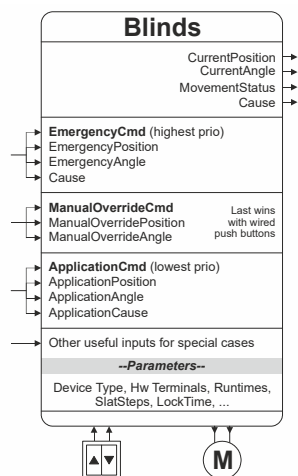 Blinds
CurrentPosition
CurrentAngle
MovementStatus
Cause
EmergencyCmd (highest prio)
EmergencyPosition
EmergencyAngle
Cause
ManualOverrideCmd
ManualOverridePosition
ManualOverrideAngle
Last wins
with wired
push buttons
ApplicationCmd (lowest prio)
ApplicationPosition
ApplicationAngle
ApplicationCause
Other useful inputs for special cases
--Parameters--
Device Type, Hw Terminals, Runtimes,
SlatSteps, LockTime, ...
M